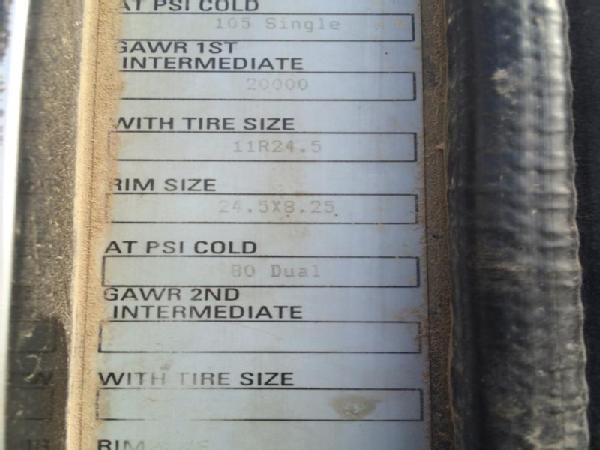 AT PSI COLD
105 Single
GAWR 1ST
INTERMEDIATE
20000
WITH TIRE SIZE
11R24.5
RIM SIZE
24.5X8.25
AT PSI COLD
80 Dual
GAWR 2ND
INTERMEDIATE
WITH TIRE SIZE
RIM